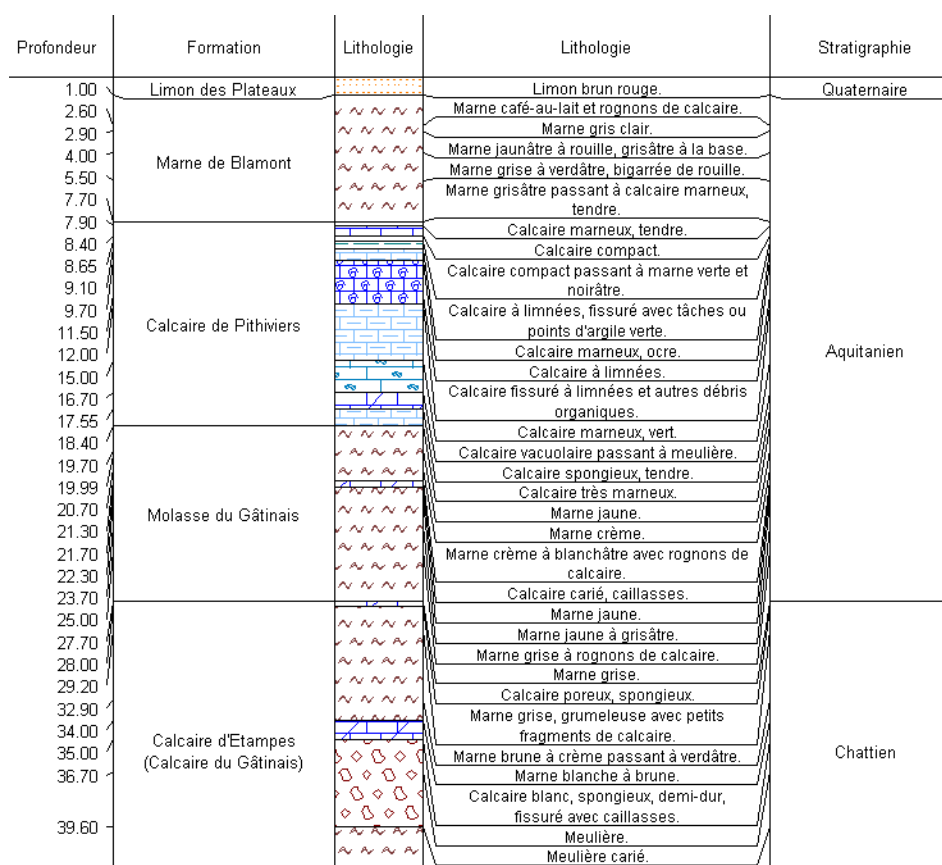 Profondeur Formation Lithologie Lithologie Stratigraphie
1.00 Limon des Plateaux Limon brun rouge. Quaternaire
2.60
2.90
4.00
5.50
7.70
7.90
8.40
8.65
9.10
9.70
11.50
12.00
15.00
16.70
17.55
18.40
19.70
19.99
20.70
21.30
21.70
22.30
23.70
25.00
27.70
28.00
29.20
32.90
34.00
35.00
36.70
39.60
Marne de Blamont
Calcaire de Pithiviers
Molasse du Gâtinais
Calcaire d'Etampes
(Calcaire du Gâtinais)
Marne café-au-lait et rognons de calcaire.
Marne gris clair.
Marne jaunâtre à rouille, grisâtre à la base.
Marne grise à verdâtre, bigarrée de rouille.
Marne grisâtre passant à calcaire marneux,
tendre.
Calcaire marneux, tendre.
Calcaire compact.
Calcaire compact passant à marne verte et
noirâtre.
Calcaire à limnées, fissuré avec tâches ou
points d'argile verte.
Calcaire marneux, ocre.
Calcaire à limnées.
Calcaire fissuré à limnées et autres débris
organiques.
Calcaire marneux, vert.
Calcaire vacuolaire passant à meulière.
Calcaire spongieux, tendre.
Calcaire très marneux.
Marne jaune.
Marne crème.
Marne crème à blanchâtre avec rognons de
calcaire.
Calcaire carié, caillasses.
Marne jaune.
Marne jaune à grisâtre.
Marne grise à rognons de calcaire.
Marne grise.
Calcaire poreux, spongieux.
Marne grise, grumeleuse avec petits
fragments de calcaire.
Marne brune à crème passant à verdâtre.
Marne blanche à brune.
Calcaire blanc, spongieux, demi-dur,
fissuré avec caillasses.
Meulière.
Meulière carié.
Aquitanien
Chattien